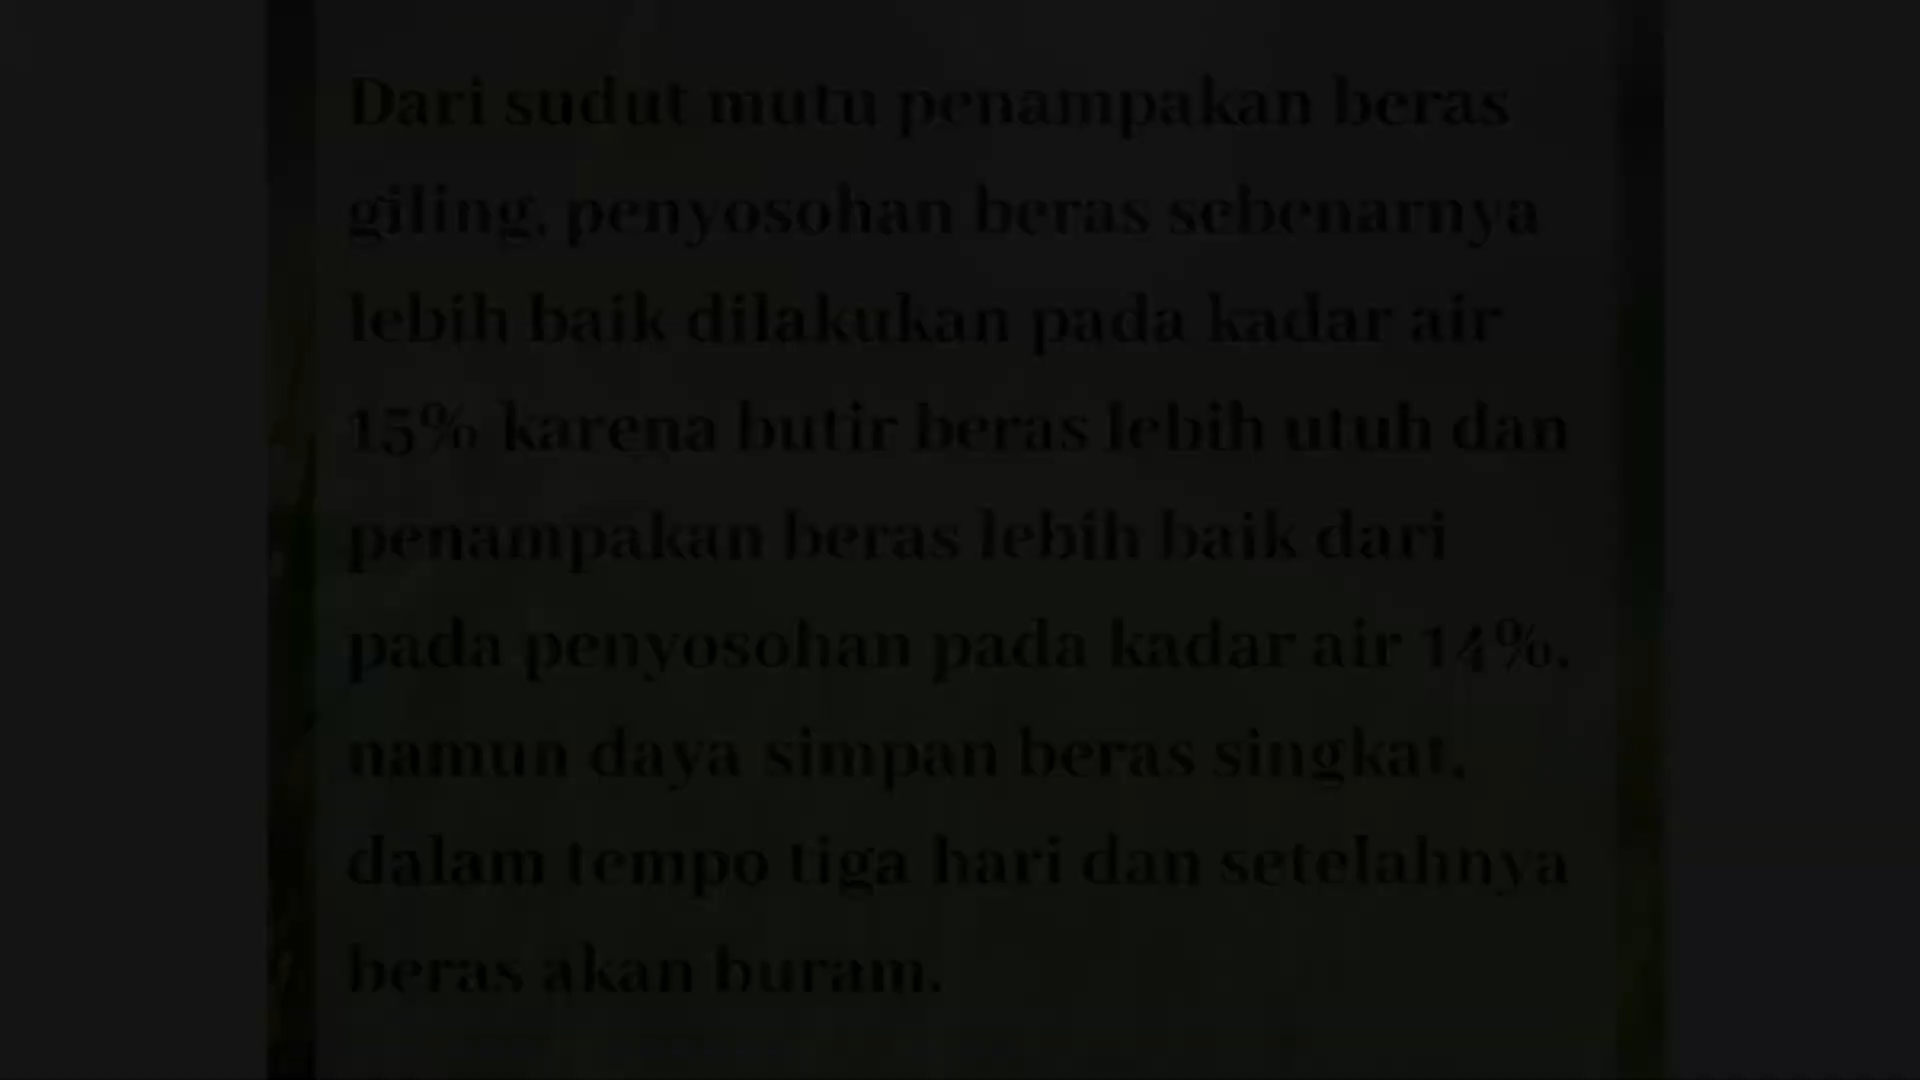 Dari sudut mutu penampakan beras
giling, penyosohan beras sebenarnya
lebih baik dilakukan pada kadar air
15% karena butir beras lebih utuh dan
penampakan beras lebih baik dari
pada penyosohan pada kadar air 14%,
namun daya simpan beras singkat,
dalam tempo tiga hari dan setelahnya
beras akan buram.